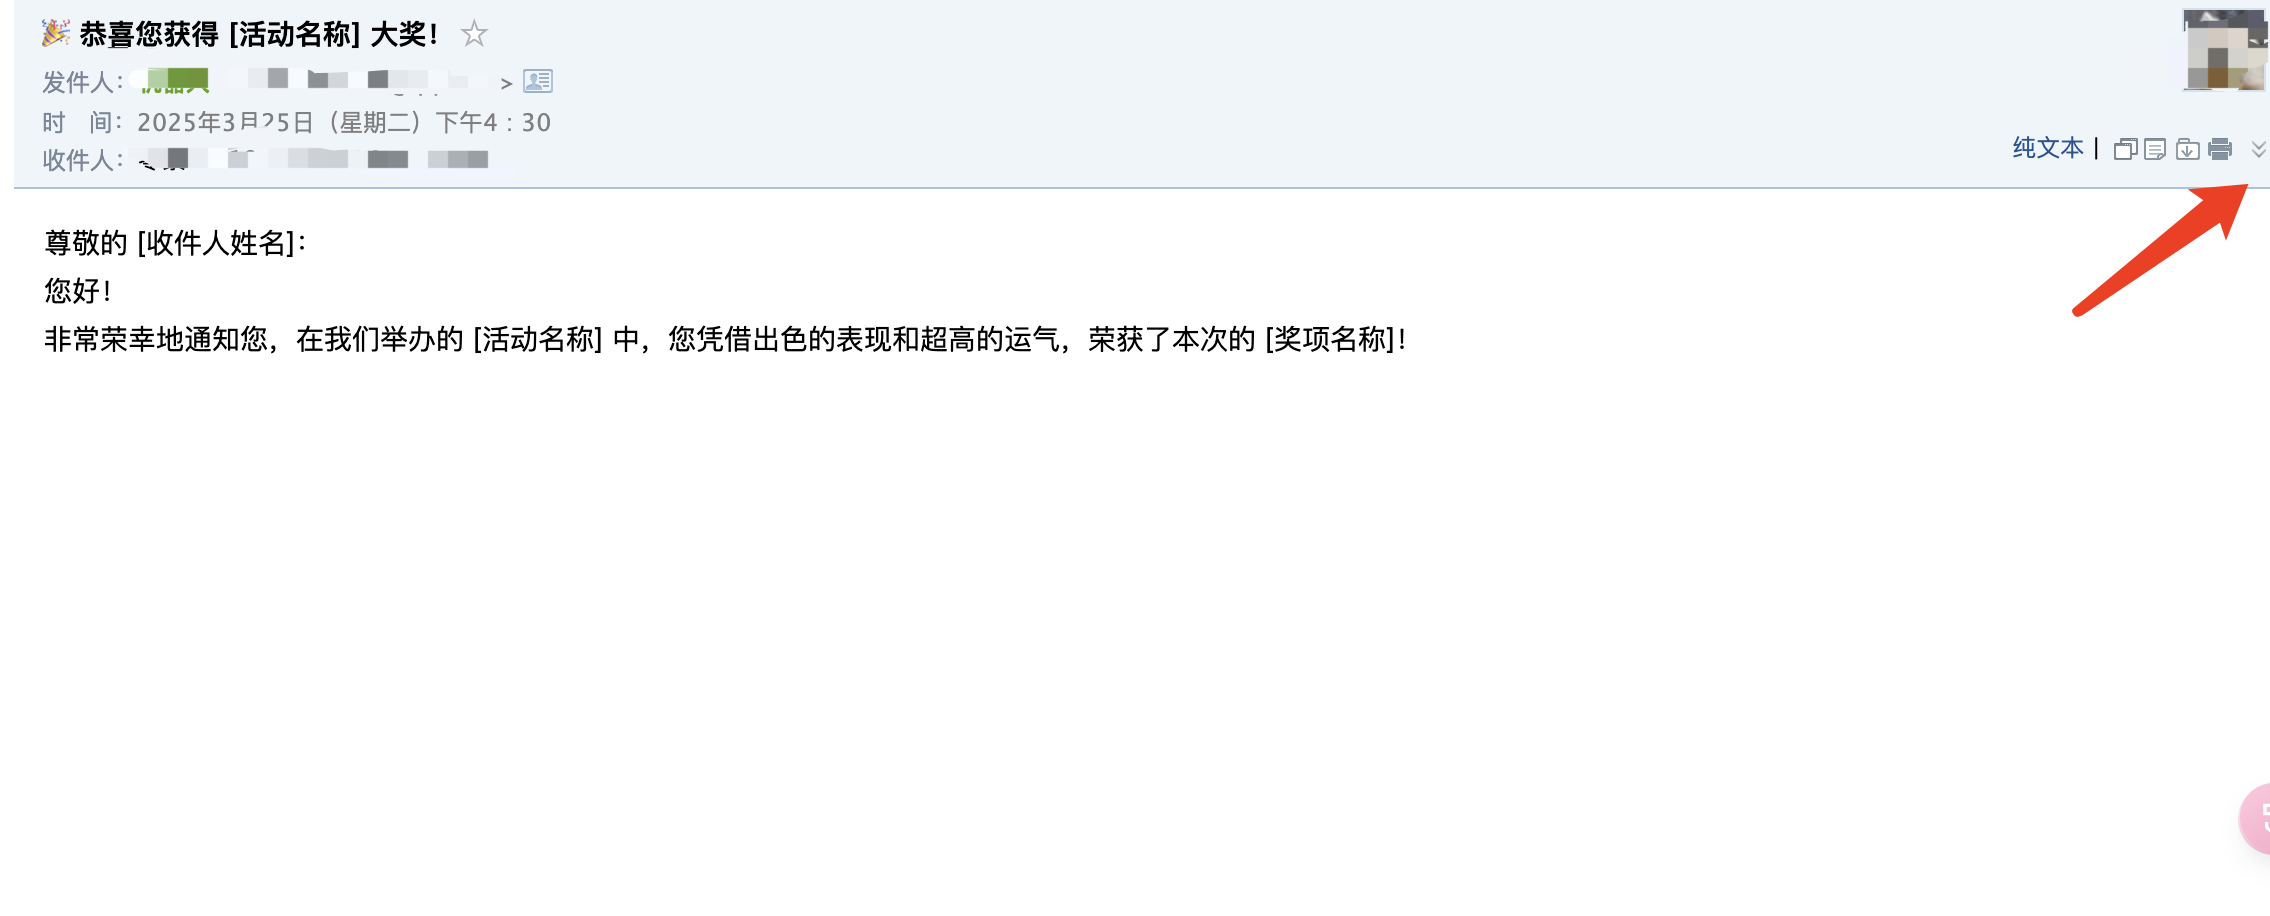 🎉 恭喜您获得 [活动名称] 大奖！
发件人：
时 间：2025年3月25日（星期二）下午4：30
收件人：
纯文本 |
尊敬的 [收件人姓名]：
您好！
非常荣幸地通知您，在我们举办的 [活动名称] 中，您凭借出色的表现和超高的运气，荣获了本次的 [奖项名称]！